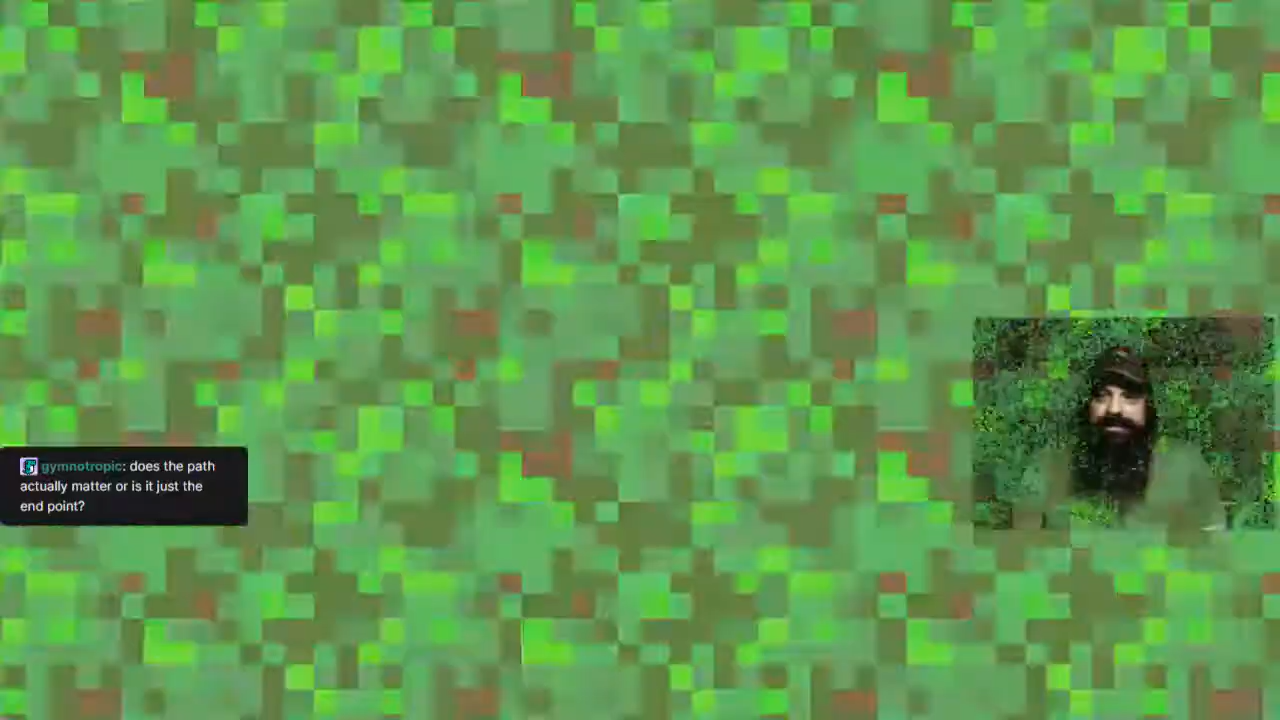 gymnotropic: does the path
actually matter or is it just the
end point?